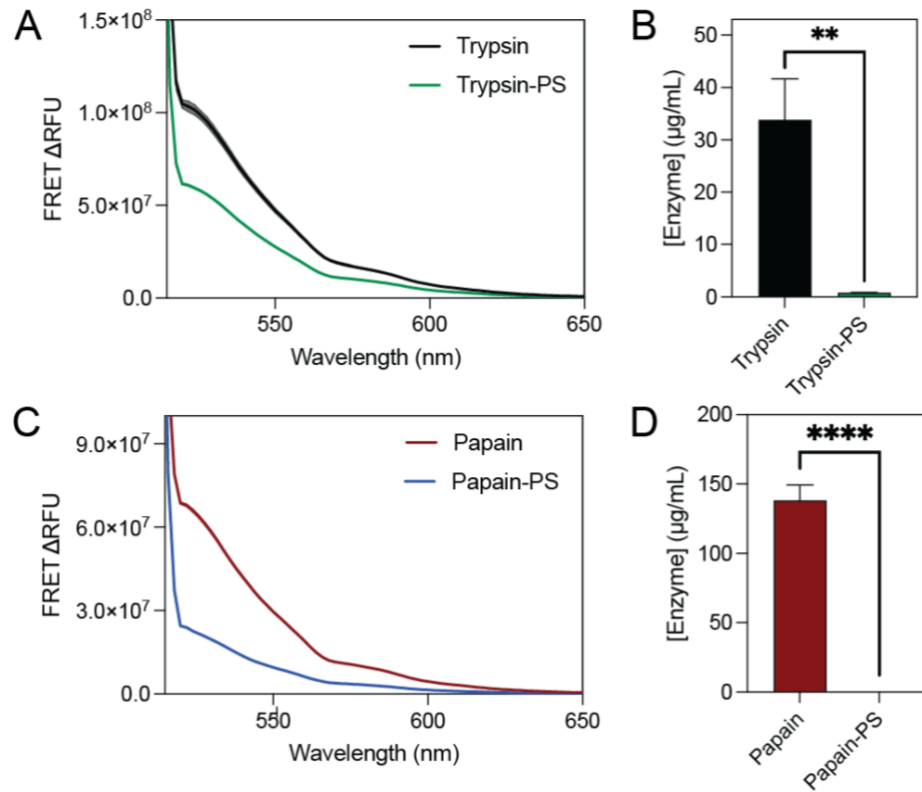 A
FRET ΔRFU
1.5×10⁸
1.0×10⁸
5.0×10⁷
0.0
550
600
650
Wavelength (nm)
Trypsin
Trypsin-PS
B
[Enzyme] (μg/mL)
50
40
30
20
10
0
**
Trypsin
Trypsin-PS
C
FRET ΔRFU
9.0×10⁷
6.0×10⁷
3.0×10⁷
0.0
550
600
650
Wavelength (nm)
Papain
Papain-PS
D
[Enzyme] (μg/mL)
200
150
100
50
0
****
Papain
Papain-PS